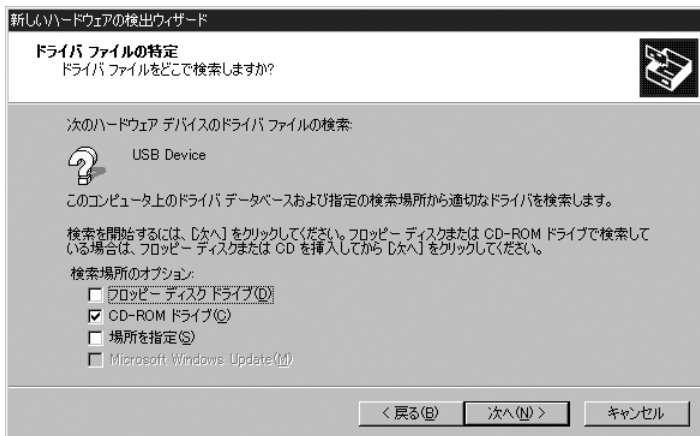 新しいハードウェアの検出ウィザード
ドライバ ファイルの特定
ドライバ ファイルをどこで検索しますか?
次のハードウェア デバイスのドライバ ファイルの検索:
USB Device
このコンピュータ上のドライバ データベースおよび指定の検索場所から適切なドライバを検索します。
検索を開始するには、[次へ] をクリックしてください。フロッピー ディスクまたは CD-ROM ドライブで検索して
いる場合は、フロッピー ディスクまたは CD を挿入してから [次へ] をクリックしてください。
検索場所のオプション:
フロッピー ディスク ドライブ(D)
CD-ROM ドライブ(C)
場所を指定(S)
Microsoft Windows Update(M)
< 戻る(B) 次へ(N) > キャンセル